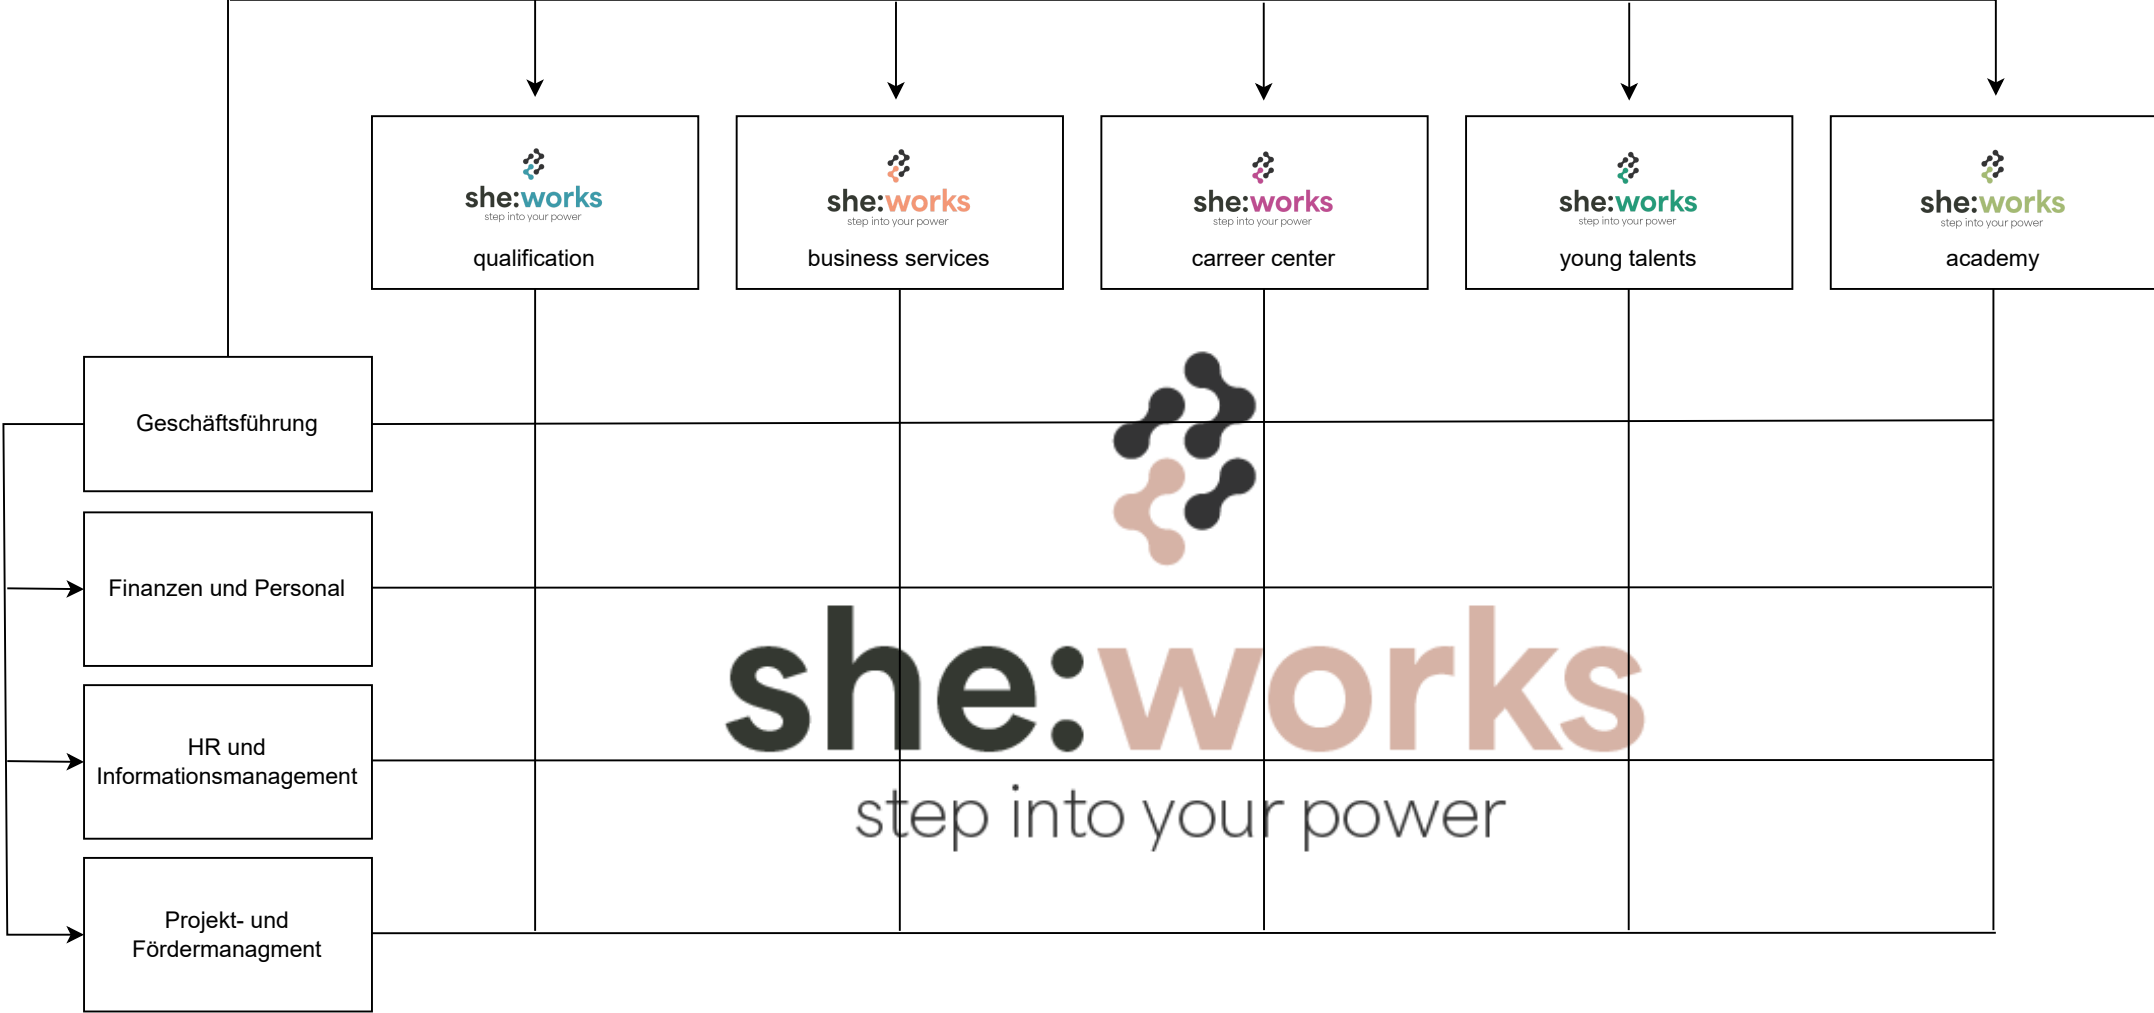 she:works
step into your power
qualification
she:works
step into your power
business services
she:works
step into your power
carreer center
she:works
step into your power
young talents
she:works
step into your power
academy
Geschäftsführung
Finanzen und Personal
HR und
Informationsmanagement
Projekt- und
Fördermanagment
she:works
step into your power